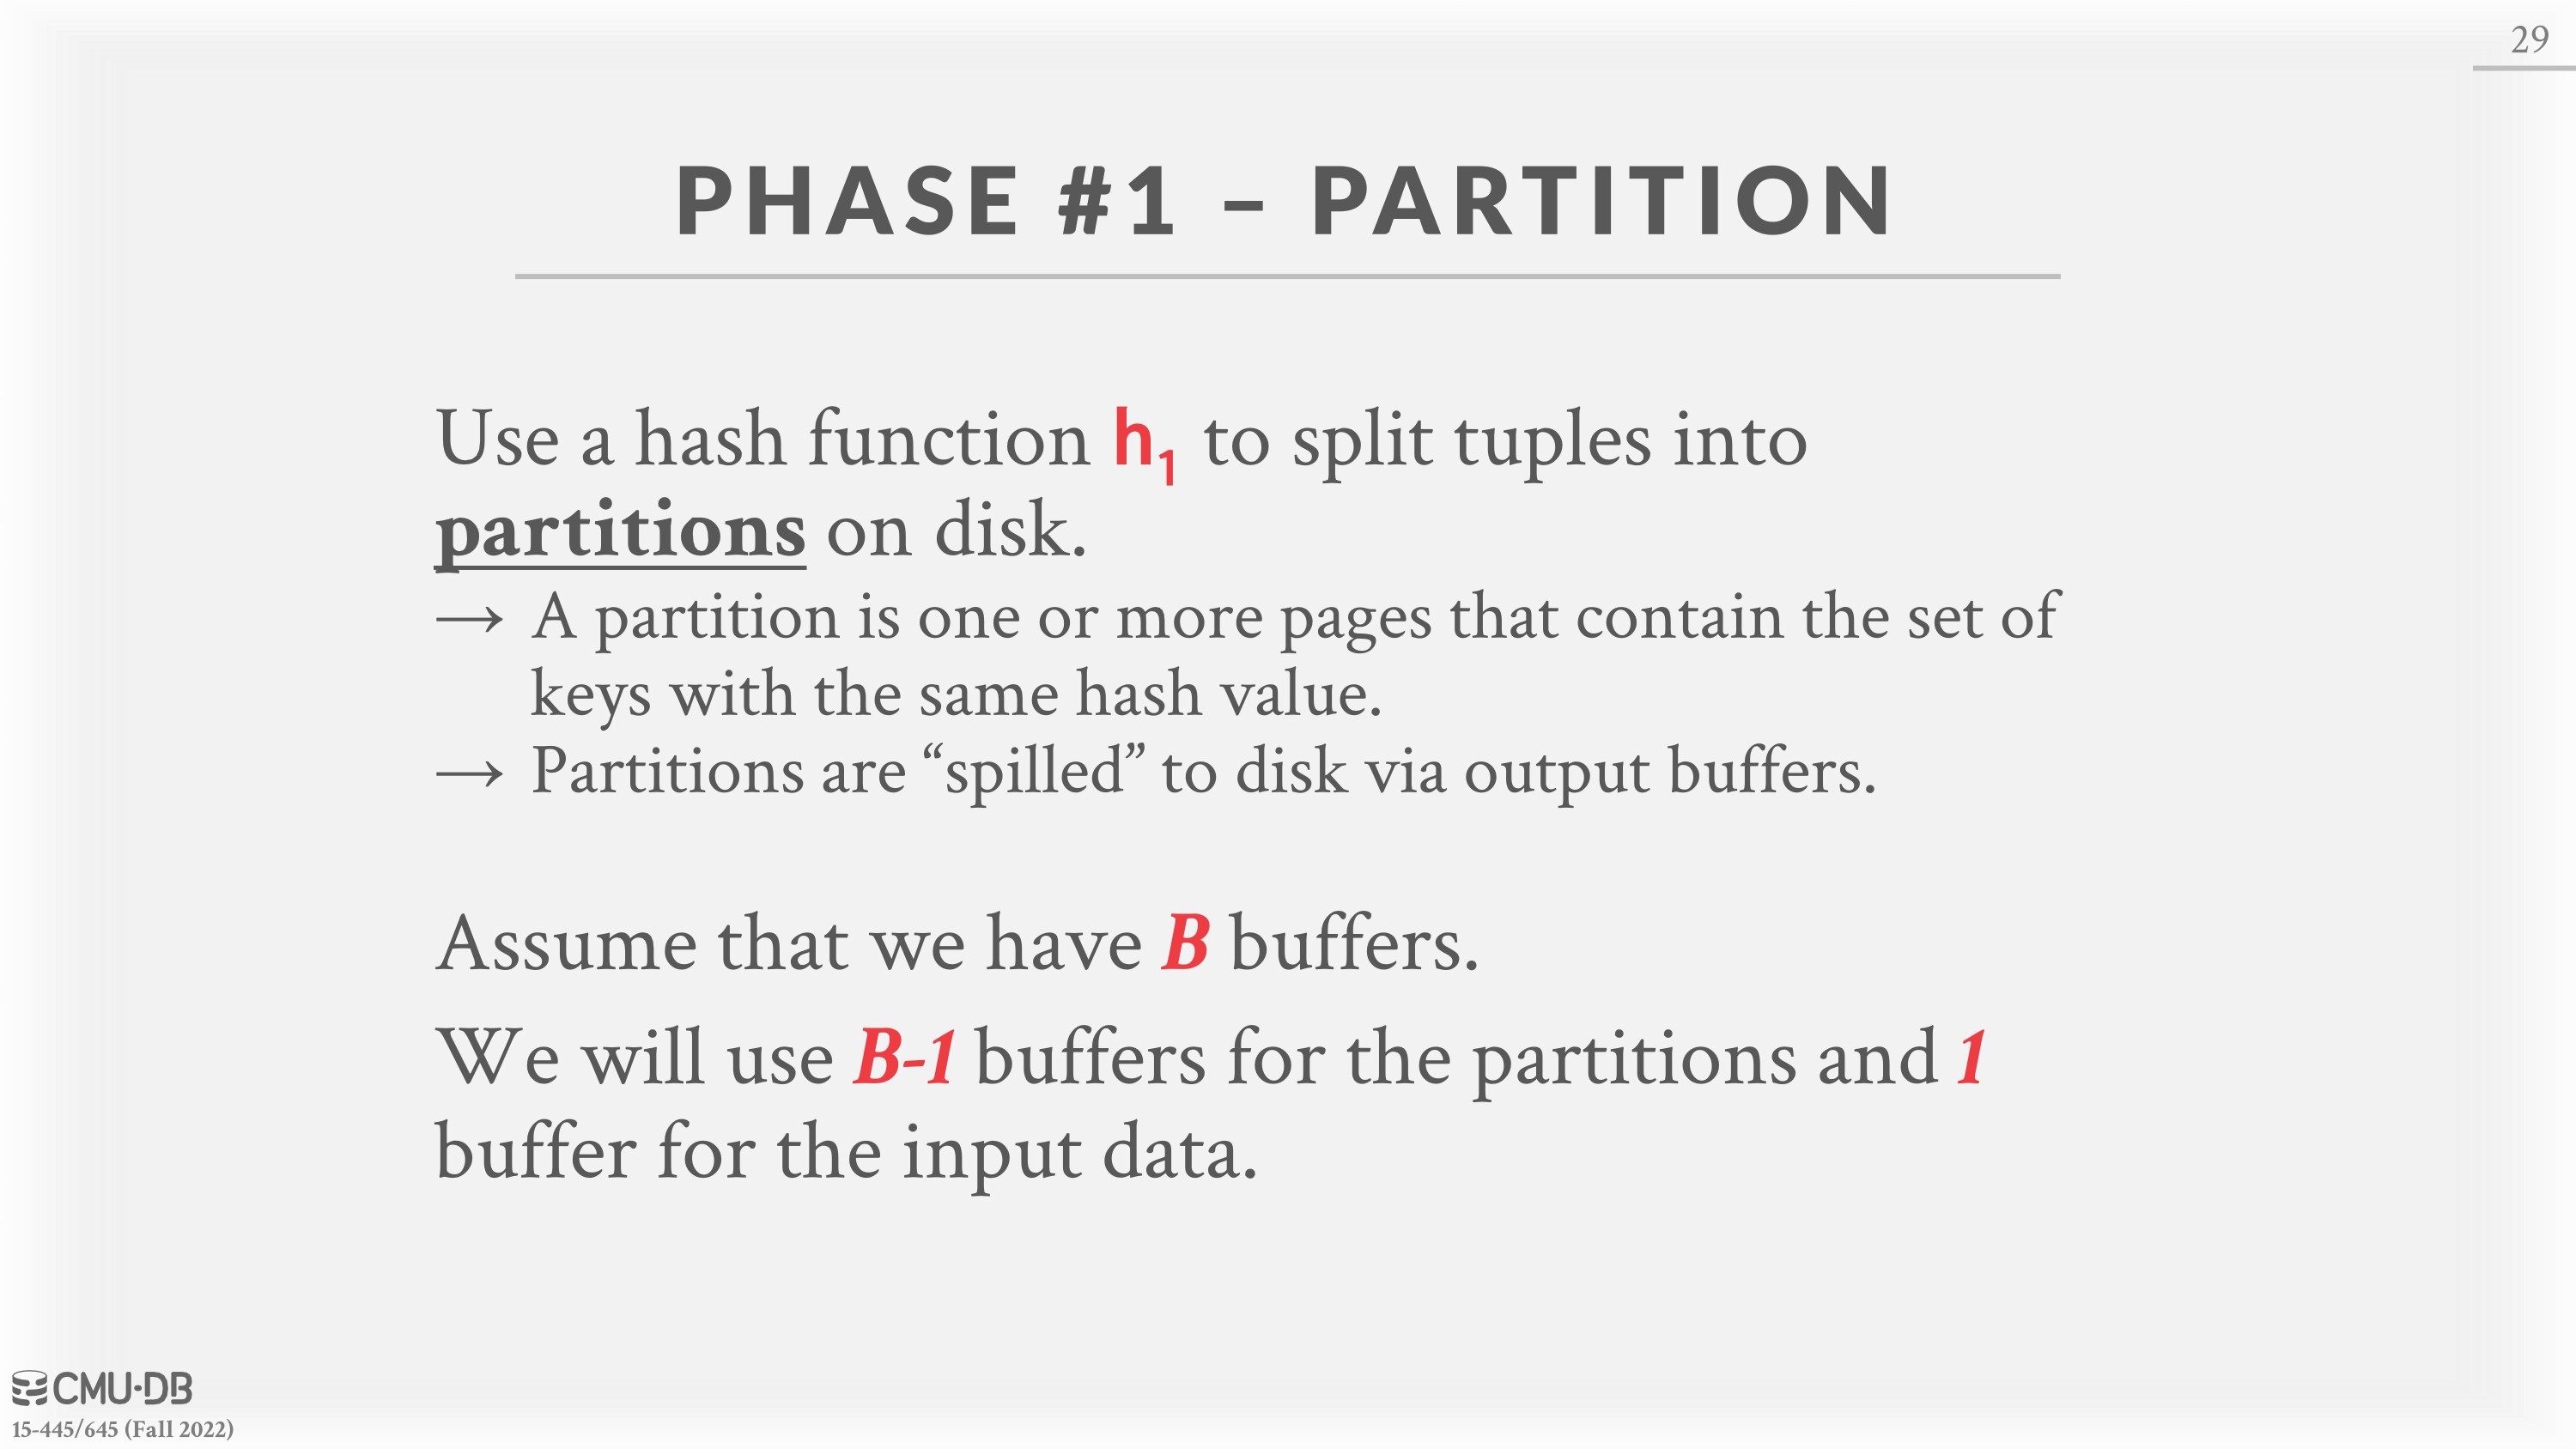 29
PHASE #1 – PARTITION
Use a hash function h₁ to split tuples into
partitions on disk.
→ A partition is one or more pages that contain the set of
keys with the same hash value.
→ Partitions are “spilled” to disk via output buffers.
Assume that we have B buffers.
We will use B-1 buffers for the partitions and 1
buffer for the input data.
CMU·DB
15-445/645 (Fall 2022)